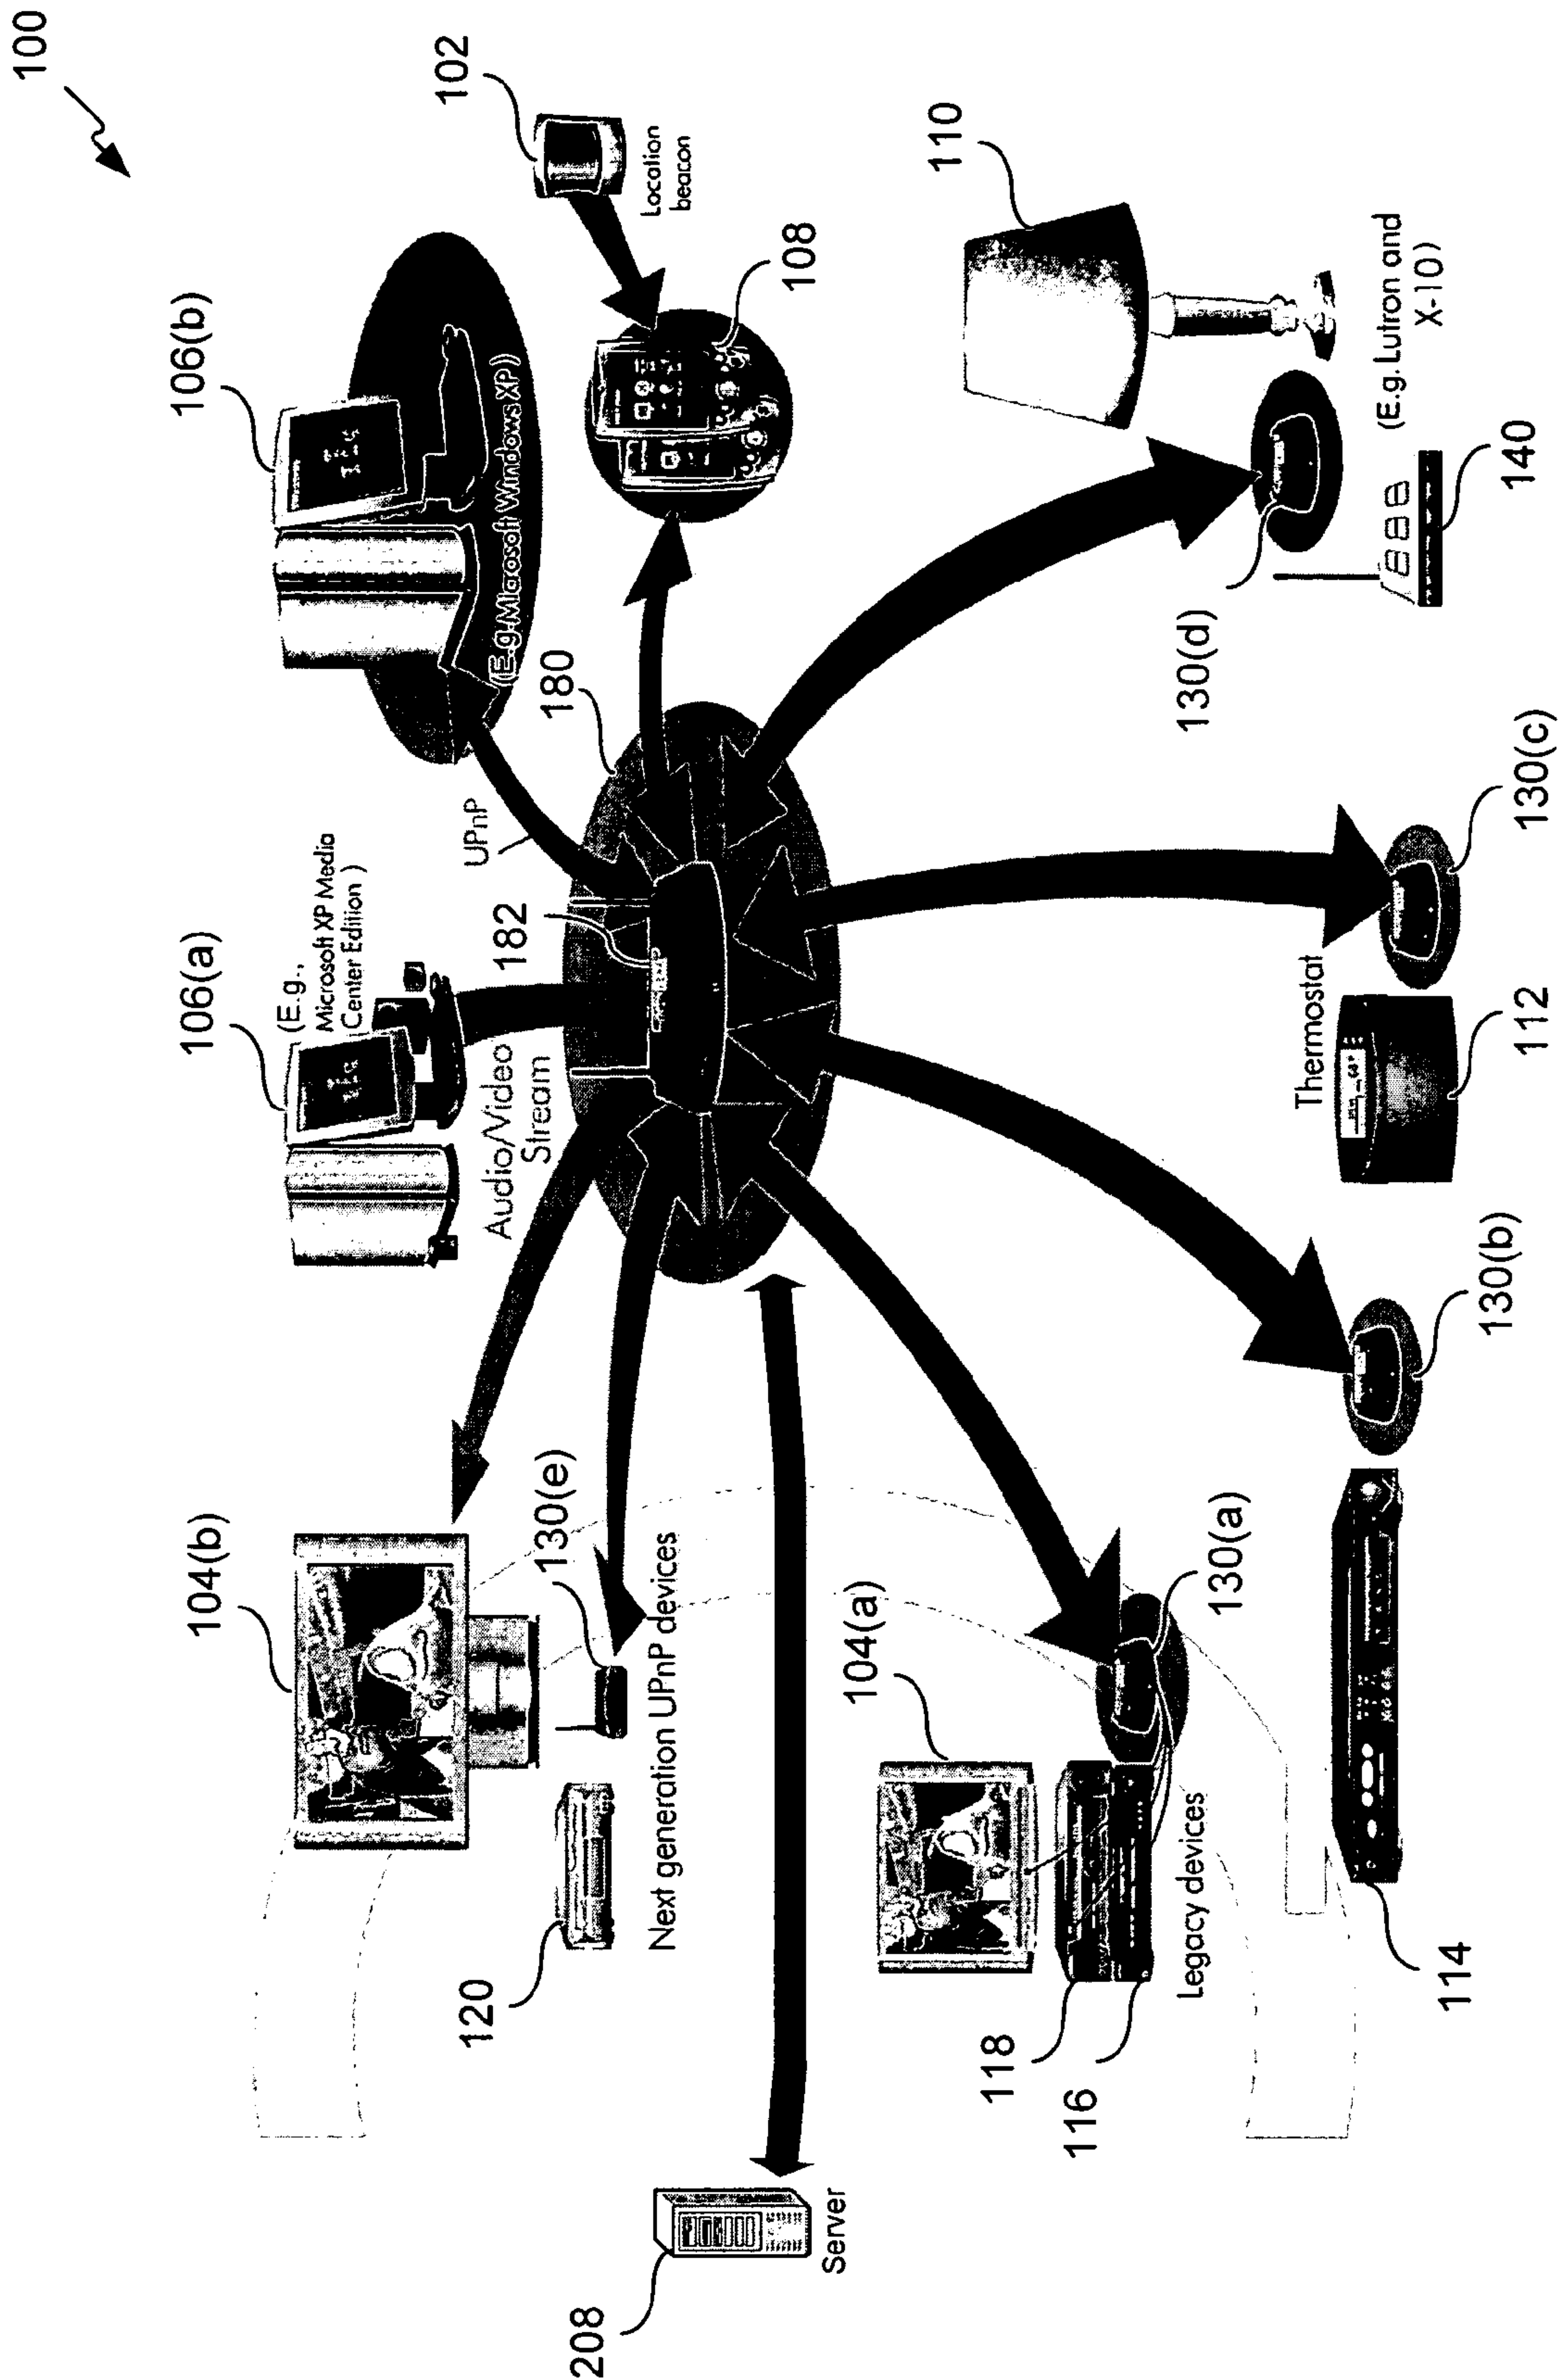 100
106(b)
102
Location
beacon
(E.g. Microsoft Windows XP)
108
110
(E.g. Lutron and
X-10)
140
130(d)
180
UPnP
182
106(a)
(E.g.,
Microsoft XP Media
Center Edition )
Audio/Video
Stream
130(c)
Thermostat
112
130(b)
104(b)
130(e)
Next generation UPnP devices
120
104(a)
130(a)
Legacy devices
118
116
114
208
Server